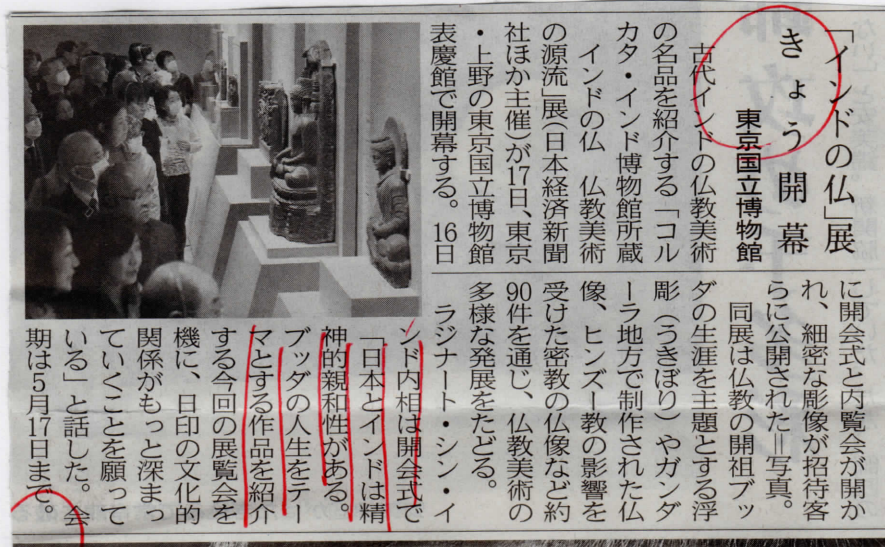 「インドの仏」展
きょう開幕
東京国立博物館
古代インドの仏教美術
の名品を紹介する「コル
カタ・インド博物館所蔵
インドの仏　仏教美術
の源流」展(日本経済新聞
社ほか主催)が17日、東京
・上野の東京国立博物館
表慶館で開幕する。16日
に開会式と内覧会が開か
れ、細密な彫像が招待客
らに公開された＝写真。
同展は仏教の開祖ブッ
ダの生涯を主題とする浮
彫(うきぼり)やガンダ
ーラ地方で制作された仏
像、ヒンズー教の影響を
受けた密教の仏像など約
90件を通じ、仏教美術の
多様な発展をたどる。
ラジナート・シン・イ
ンド内相は開会式で
「日本とインドは精
神的親和性がある。
ブッダの人生をテー
マとする作品を紹介
する今回の展覧会を
機に、日印の文化的
関係がもっと深まっ
ていくことを願って
いる」と話した。会
期は5月17日まで。